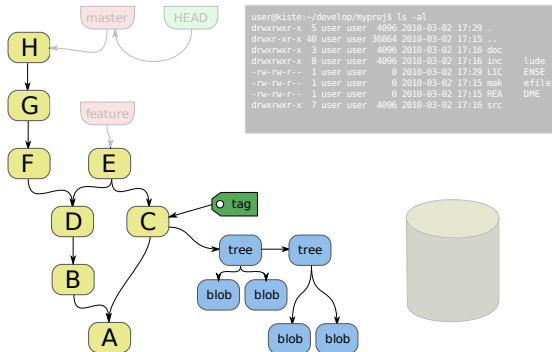 master
HEAD
user@kiste:~/develop/myproj$ ls -al
drwxrwxr-x 5 user user 4096 2010-03-02 17:29 .
drwxr-xr-x 40 user user 36864 2010-03-02 17:15 ..
drwxrwxr-x 3 user user 4096 2010-03-02 17:16 doc
drwxrwxr-x 8 user user 4096 2010-03-02 17:16 inc lude
-rw-rw-r-- 1 user user 0 2010-03-02 17:29 LIC ENSE
-rw-rw-r-- 1 user user 0 2010-03-02 17:15 mak efile
-rw-rw-r-- 1 user user 0 2010-03-02 17:15 REA DME
drwxrwxr-x 7 user user 4096 2010-03-02 17:16 src
H
G
feature
F
E
D
C
tag
tree
tree
B
blob
blob
A
blob
blob